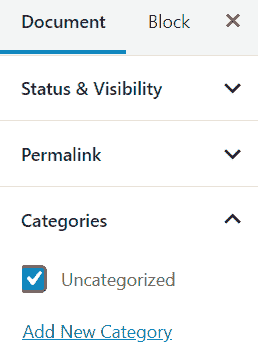 Document Block
Status & Visibility
Permalink
Categories
Uncategorized
Add New Category